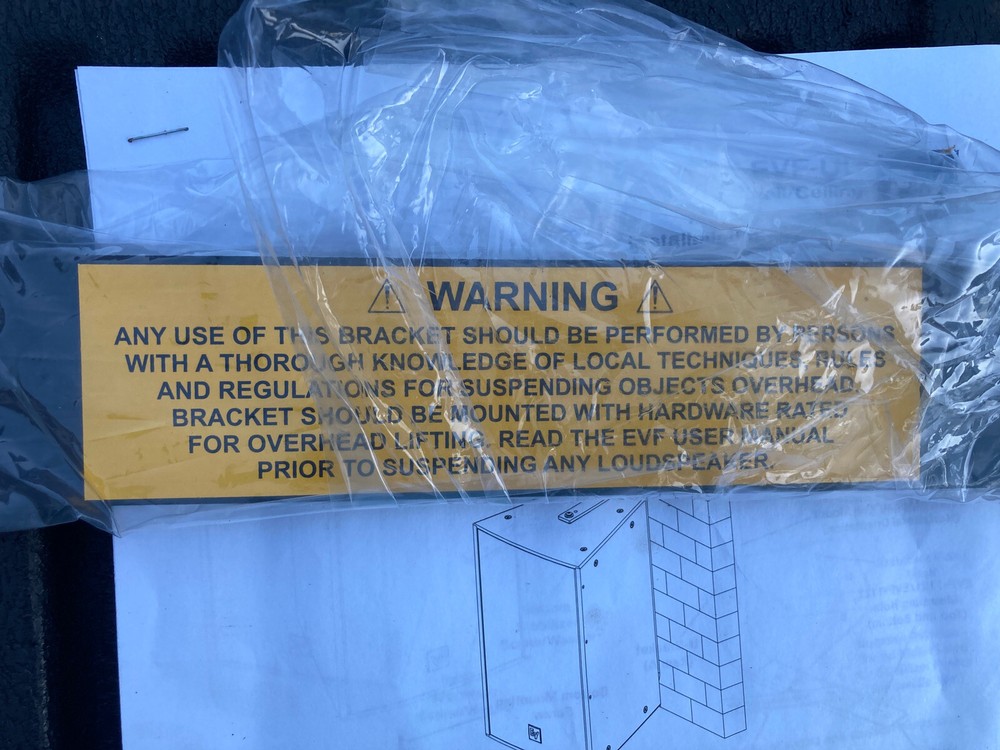 WARNING
ANY USE OF THIS BRACKET SHOULD BE PERFORMED BY PERSONS
WITH A THOROUGH KNOWLEDGE OF LOCAL TECHNIQUES, RULES
AND REGULATIONS FOR SUSPENDING OBJECTS OVERHEAD.
BRACKET SHOULD BE MOUNTED WITH HARDWARE RATED
FOR OVERHEAD LIFTING. READ THE EVF USER MANUAL
PRIOR TO SUSPENDING ANY LOUDSPEAKER.